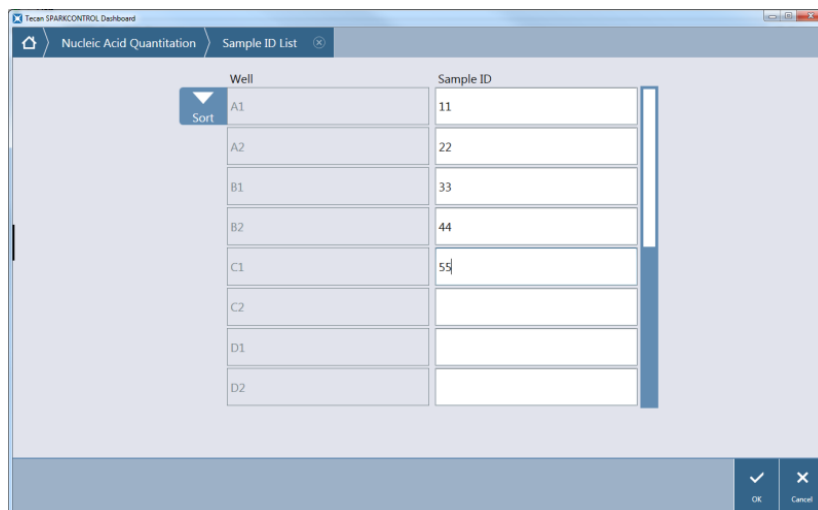 Tecan SPARKCONTROL Dashboard
Nucleic Acid Quantitation Sample ID List
Well Sample ID
Sort
A1 11
A2 22
B1 33
B2 44
C1 55
C2
D1
D2
OK Cancel